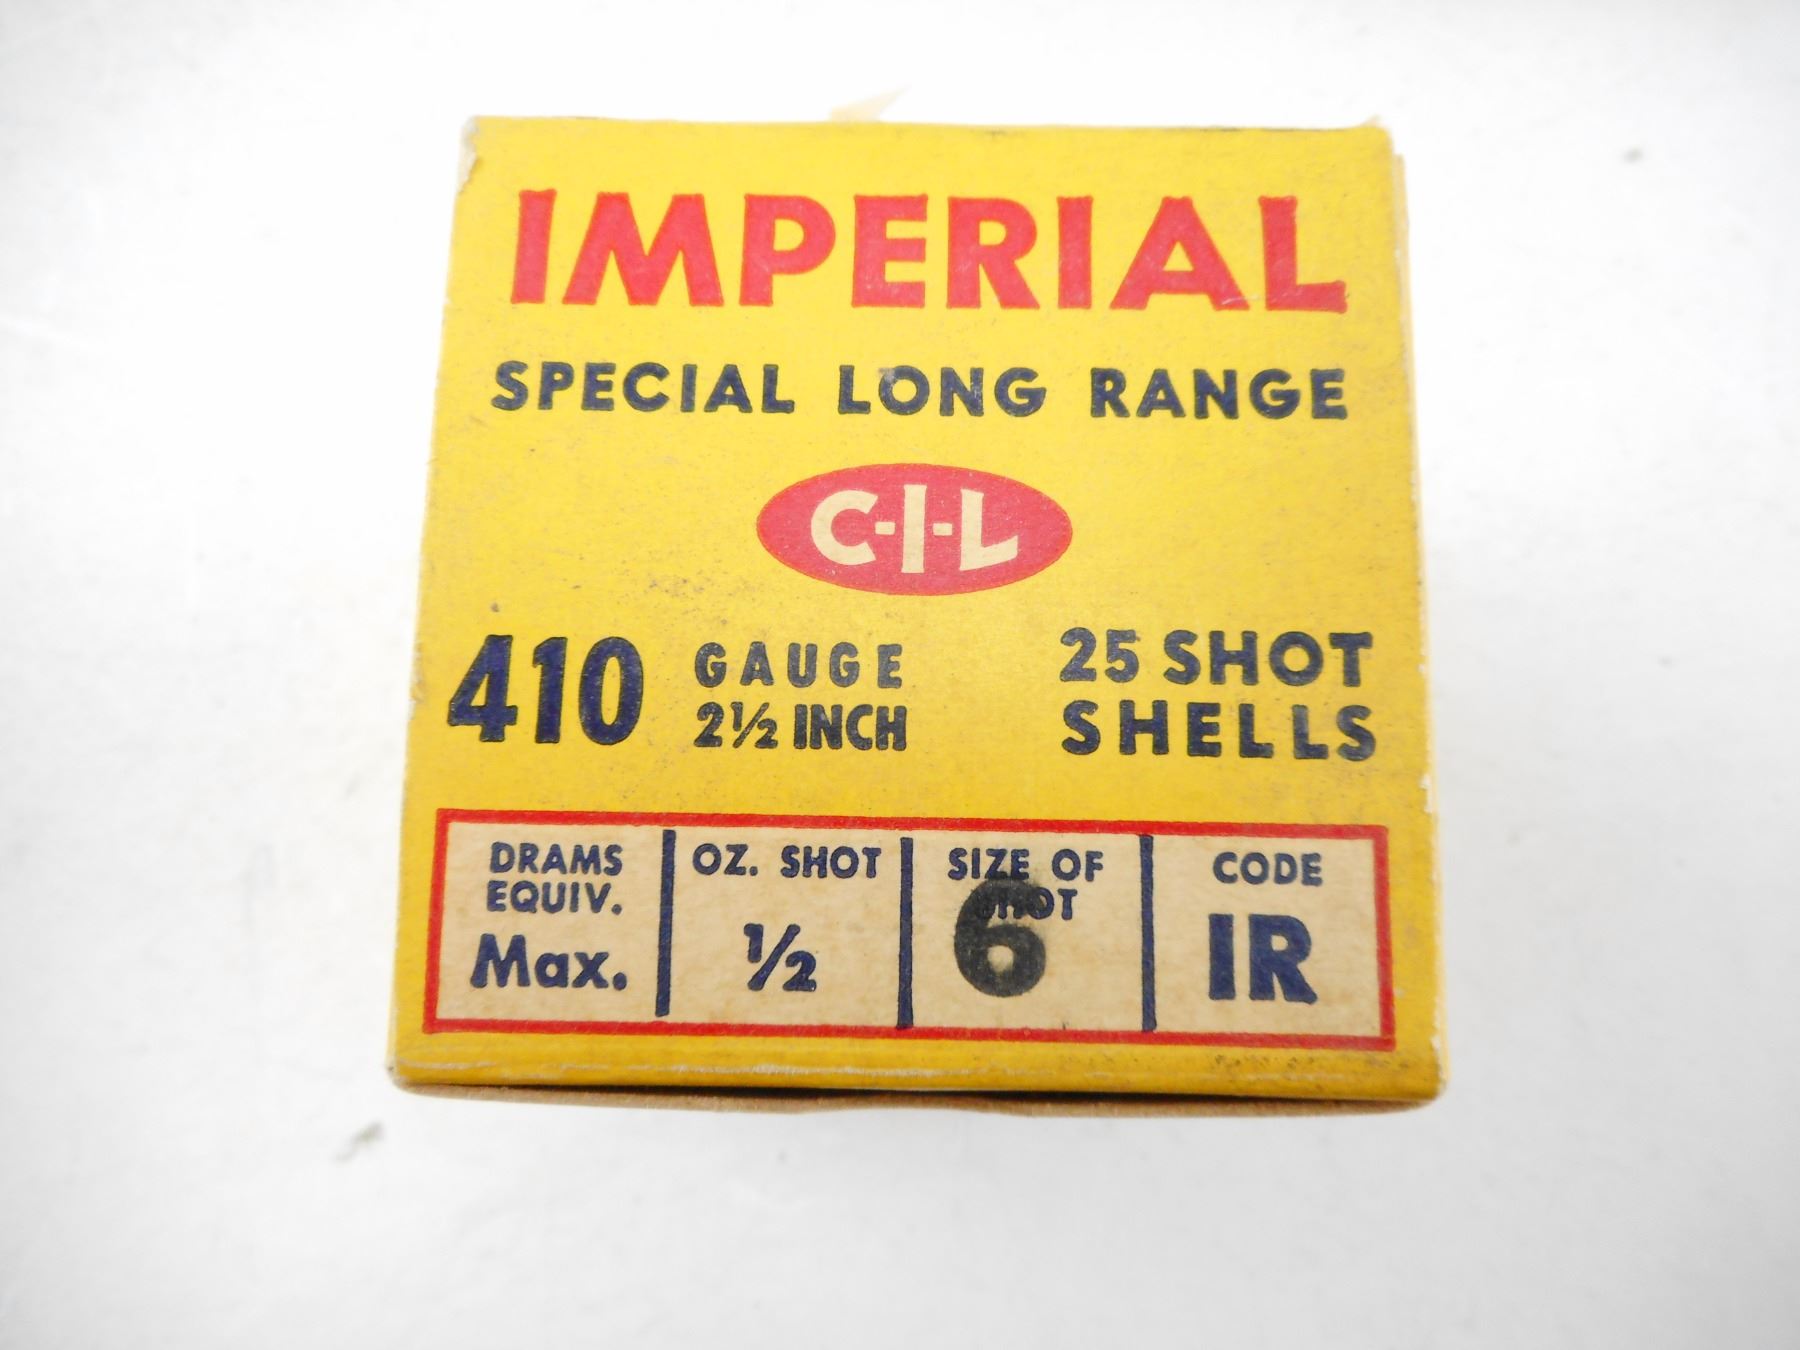 IMPERIAL
SPECIAL LONG RANGE
C-I-L
410 GAUGE
2½ INCH
25 SHOT
SHELLS
DRAMS
EQUIV.
Max.
OZ. SHOT
½
SIZE OF
SHOT
6
CODE
IR